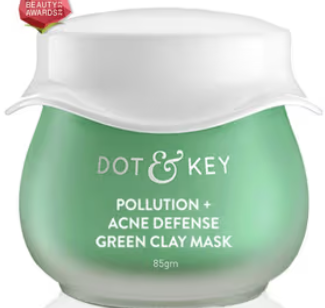 BEAUTY
AWARDS
DOT & KEY
POLLUTION +
ACNE DEFENSE
GREEN CLAY MASK
85gm